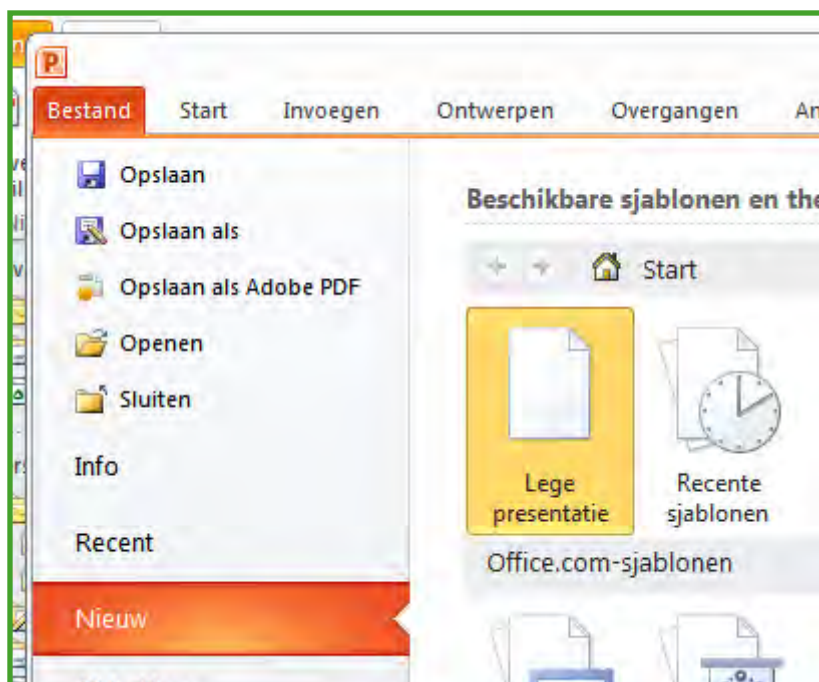 Bestand Start Invoegen Ontwerpen Overgangen
Opslaan
Opslaan als
Opslaan als Adobe PDF
Openen
Sluiten
Info
Recent
Nieuw
Beschikbare sjablonen en the
Start
Lege
presentatie
Recente
sjablonen
Office.com-sjablonen